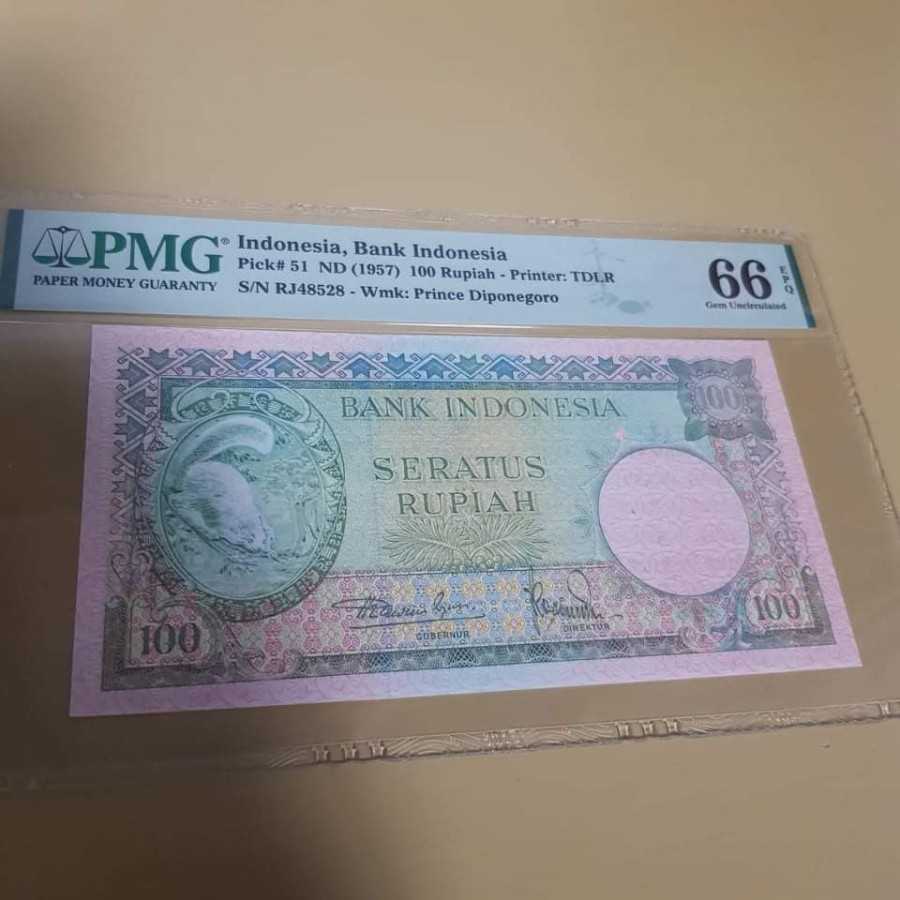 PMG®
PAPER MONEY GUARANTY
Indonesia, Bank Indonesia
Pick# 51 ND (1957) 100 Rupiah - Printer: TDLR
S/N RJ48528 - Wmk: Prince Diponegoro
66
EPQ
Gem Uncirculated
100
BANK INDONESIA
SERATUS
RUPIAH
GUBERNUR
DIREKTUR
100
100